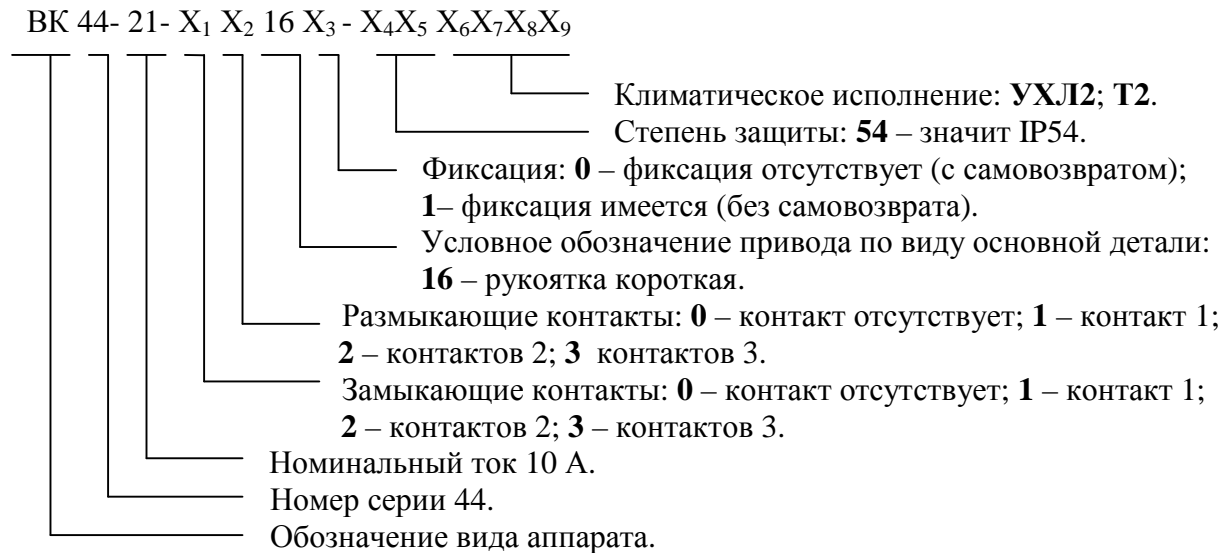 ВК 44- 21- X₁ X₂ 16 X₃ - X₄X₅ X₆X₇X₈X₉
Климатическое исполнение: УХЛ2; Т2.
Степень защиты: 54 – значит IP54.
Фиксация: 0 – фиксация отсутствует (с самовозвратом);
1– фиксация имеется (без самовозврата).
Условное обозначение привода по виду основной детали:
16 – рукоятка короткая.
Размыкающие контакты: 0 – контакт отсутствует; 1 – контакт 1;
2 – контактов 2; 3 контактов 3.
Замыкающие контакты: 0 – контакт отсутствует; 1 – контакт 1;
2 – контактов 2; 3 – контактов 3.
Номинальный ток 10 А.
Номер серии 44.
Обозначение вида аппарата.